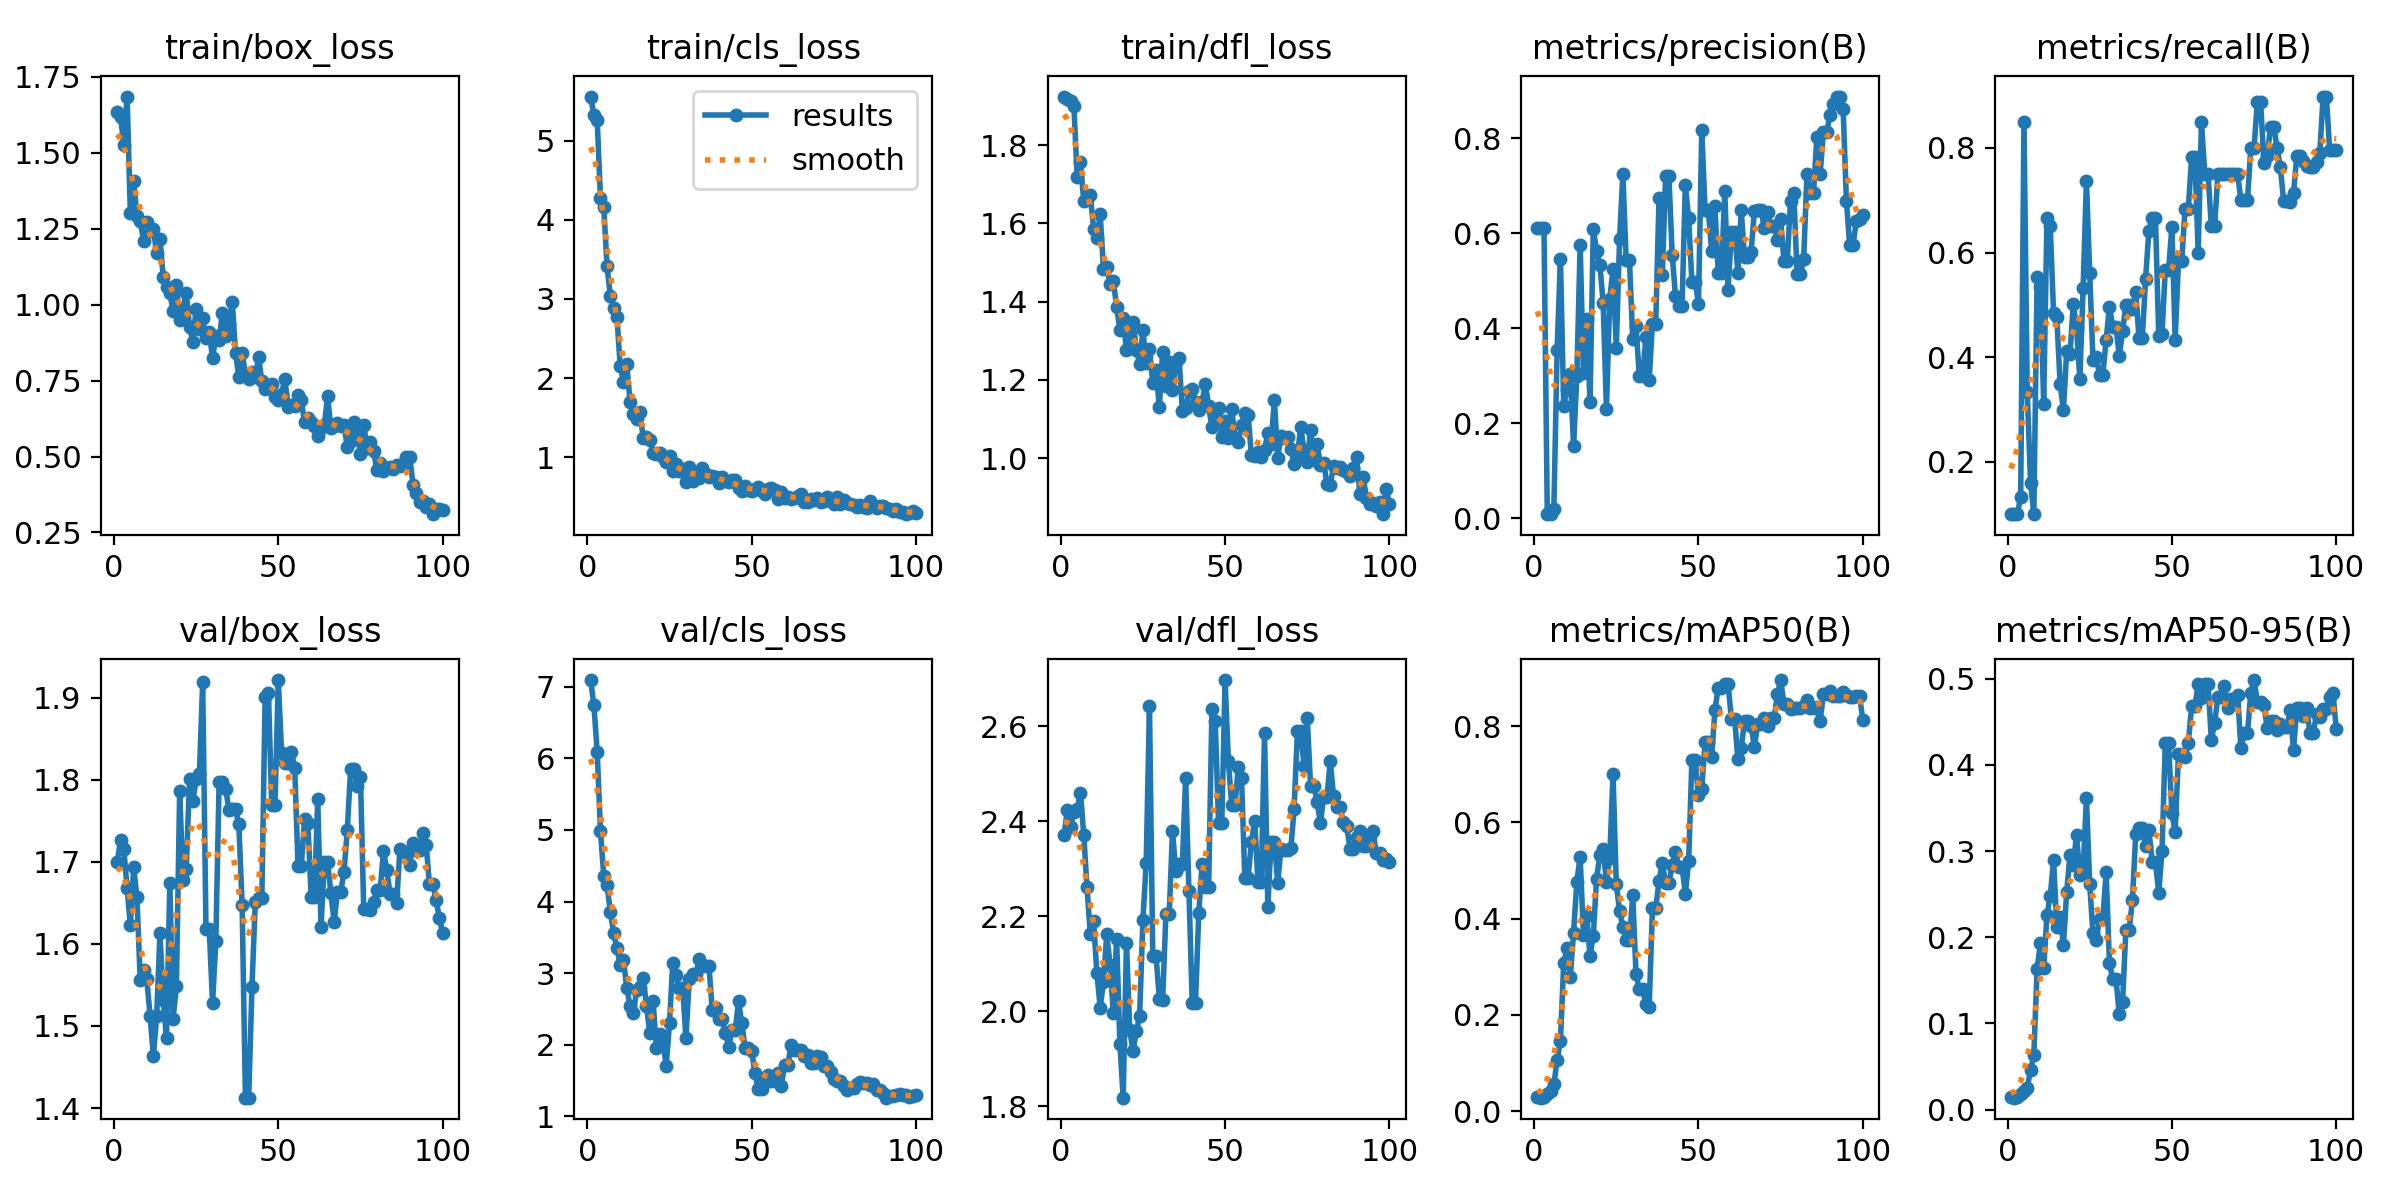 train/box_loss
train/cls_loss
train/dfl_loss
metrics/precision(B)
metrics/recall(B)
1.75
1.50
1.25
1.00
0.75
0.50
0.25
0 50 100
results
smooth
5
4
3
2
1
0 50 100
1.8
1.6
1.4
1.2
1.0
0 50 100
0.8
0.6
0.4
0.2
0.0
0 50 100
0.8
0.6
0.4
0.2
0 50 100
val/box_loss
val/cls_loss
val/dfl_loss
metrics/mAP50(B)
metrics/mAP50-95(B)
1.9
1.8
1.7
1.6
1.5
1.4
0 50 100
7
6
5
4
3
2
1
0 50 100
2.6
2.4
2.2
2.0
1.8
0 50 100
0.8
0.6
0.4
0.2
0.0
0 50 100
0.5
0.4
0.3
0.2
0.1
0.0
0 50 100